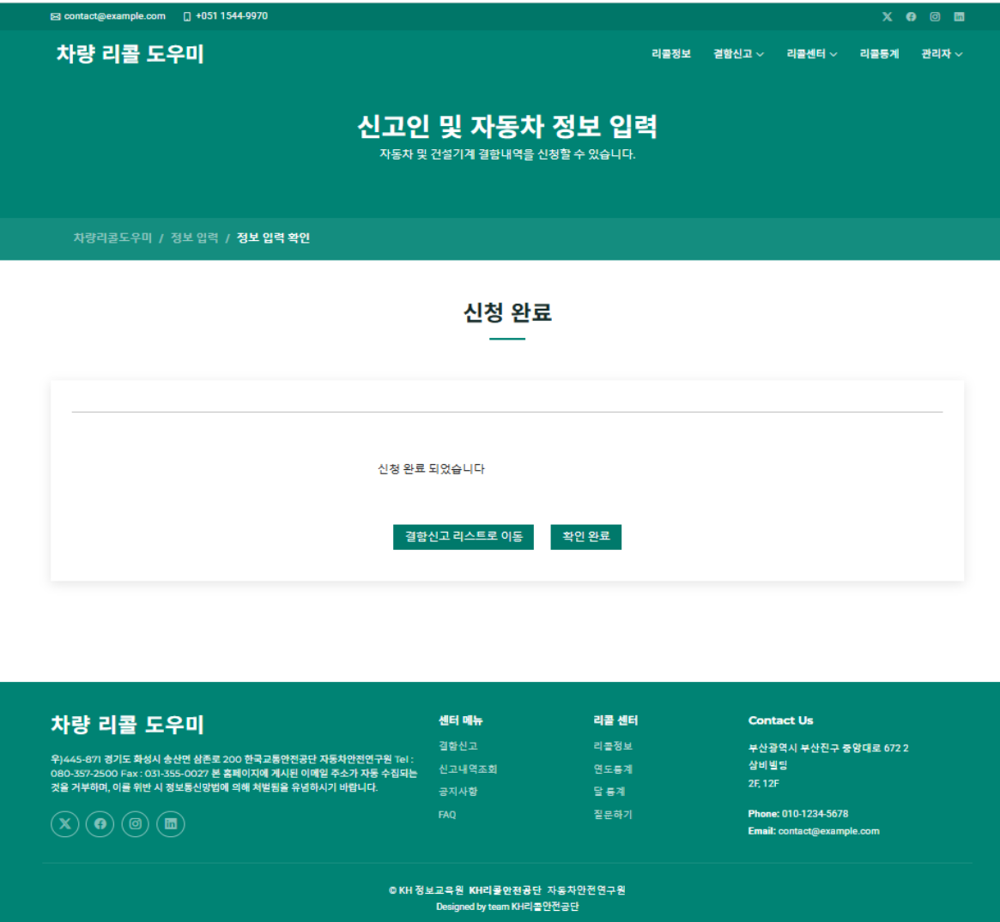 contact@example.com +051 1544-9970
차량 리콜 도우미
리콜정보 결함신고 리콜센터 리콜통계 관리자
신고인 및 자동차 정보 입력
자동차 및 건설기계 결함내역을 신청할 수 있습니다.
차량리콜도우미 / 정보 입력 / 정보 입력 확인
신청 완료
신청 완료 되었습니다
결함신고 리스트로 이동 확인 완료
차량 리콜 도우미
우)445-871 경기도 화성시 송산면 삼존로 200 한국교통안전공단 자동차안전연구원 Tel :
080-357-2500 Fax : 031-355-0027 본 홈페이지에 게시된 이메일 주소가 자동 수집되는
것을 거부하며, 이를 위반 시 정보통신망법에 의해 처벌됨을 유념하시기 바랍니다.
센터 메뉴
결함신고
신고내역조회
공지사항
FAQ
리콜 센터
리콜정보
연도통계
달 통계
질문하기
Contact Us
부산광역시 부산진구 중앙대로 672 2
삼비빌딩
2F, 12F
Phone: 010-1234-5678
Email: contact@example.com
© KH 정보교육원 KH리콜안전공단 자동차안전연구원
Designed by team KH리콜안전공단